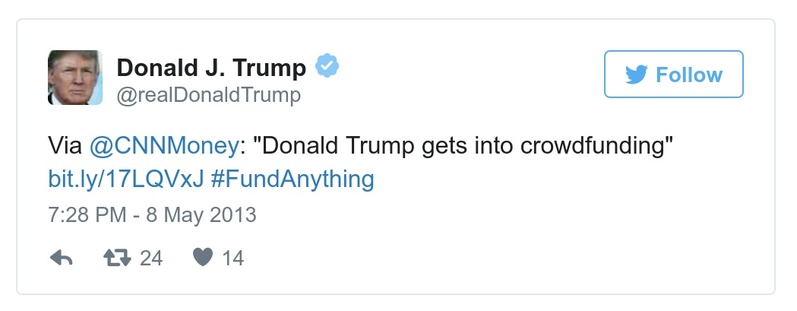 Donald J. Trump
@realDonaldTrump
Follow
Via @CNNMoney: "Donald Trump gets into crowdfunding"
bit.ly/17LQVxJ #FundAnything
7:28 PM - 8 May 2013
24 14